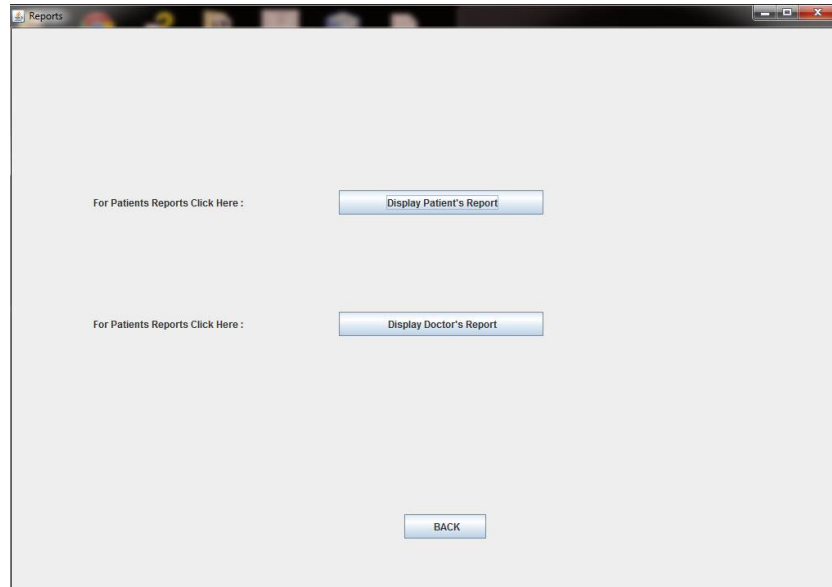 Reports
For Patients Reports Click Here :
Display Patient's Report
For Patients Reports Click Here :
Display Doctor's Report
BACK